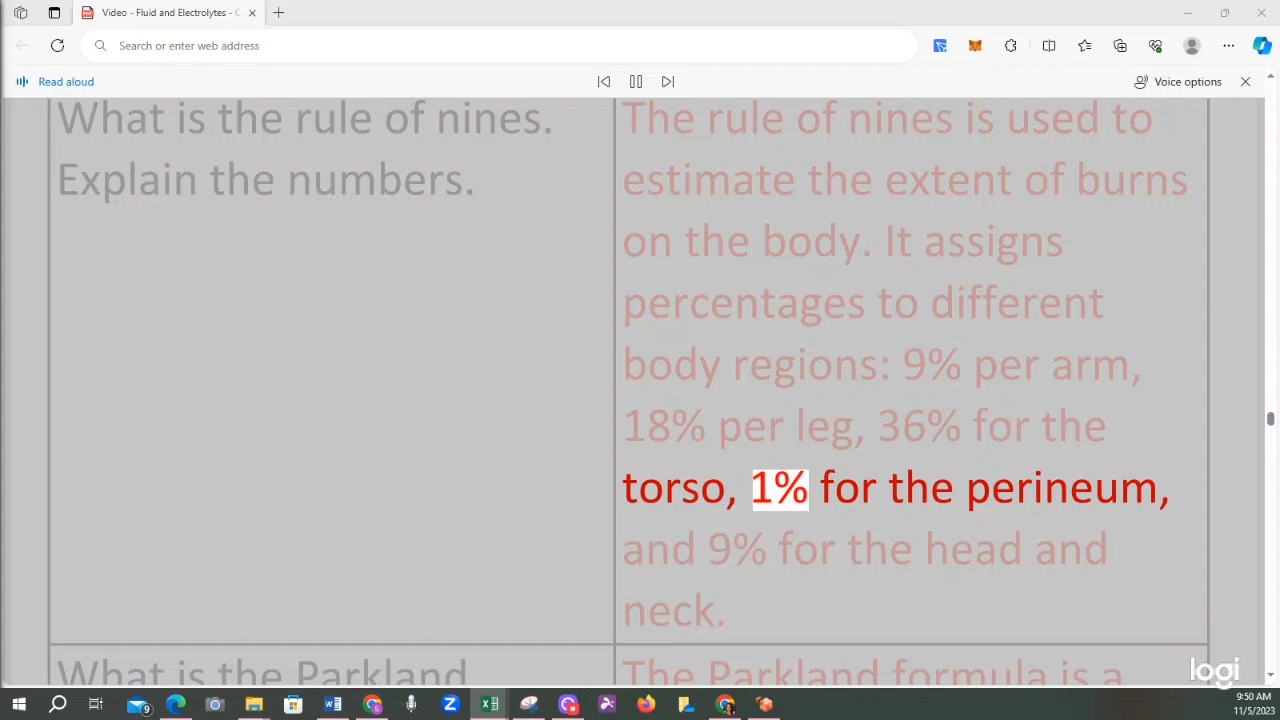 Video - Fluid and Electrolytes - C
Search or enter web address
Read aloud
Voice options
What is the rule of nines.
Explain the numbers.
The rule of nines is used to
estimate the extent of burns
on the body. It assigns
percentages to different
body regions: 9% per arm,
18% per leg, 36% for the
torso, 1% for the perineum,
and 9% for the head and
neck.
What is the Parkland
The Parkland formula is a
logi
9:50 AM
11/5/2023